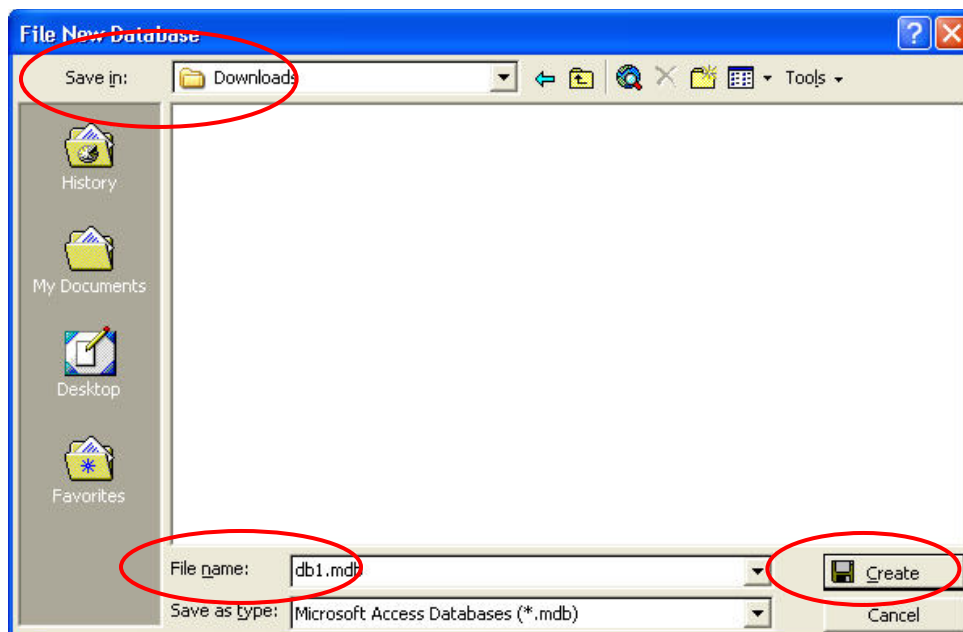 File New Database
Save in: Downloads Tools
History
My Documents
Desktop
Favorites
File name: db1.mdb Create
Save as type: Microsoft Access Databases (*.mdb) Cancel